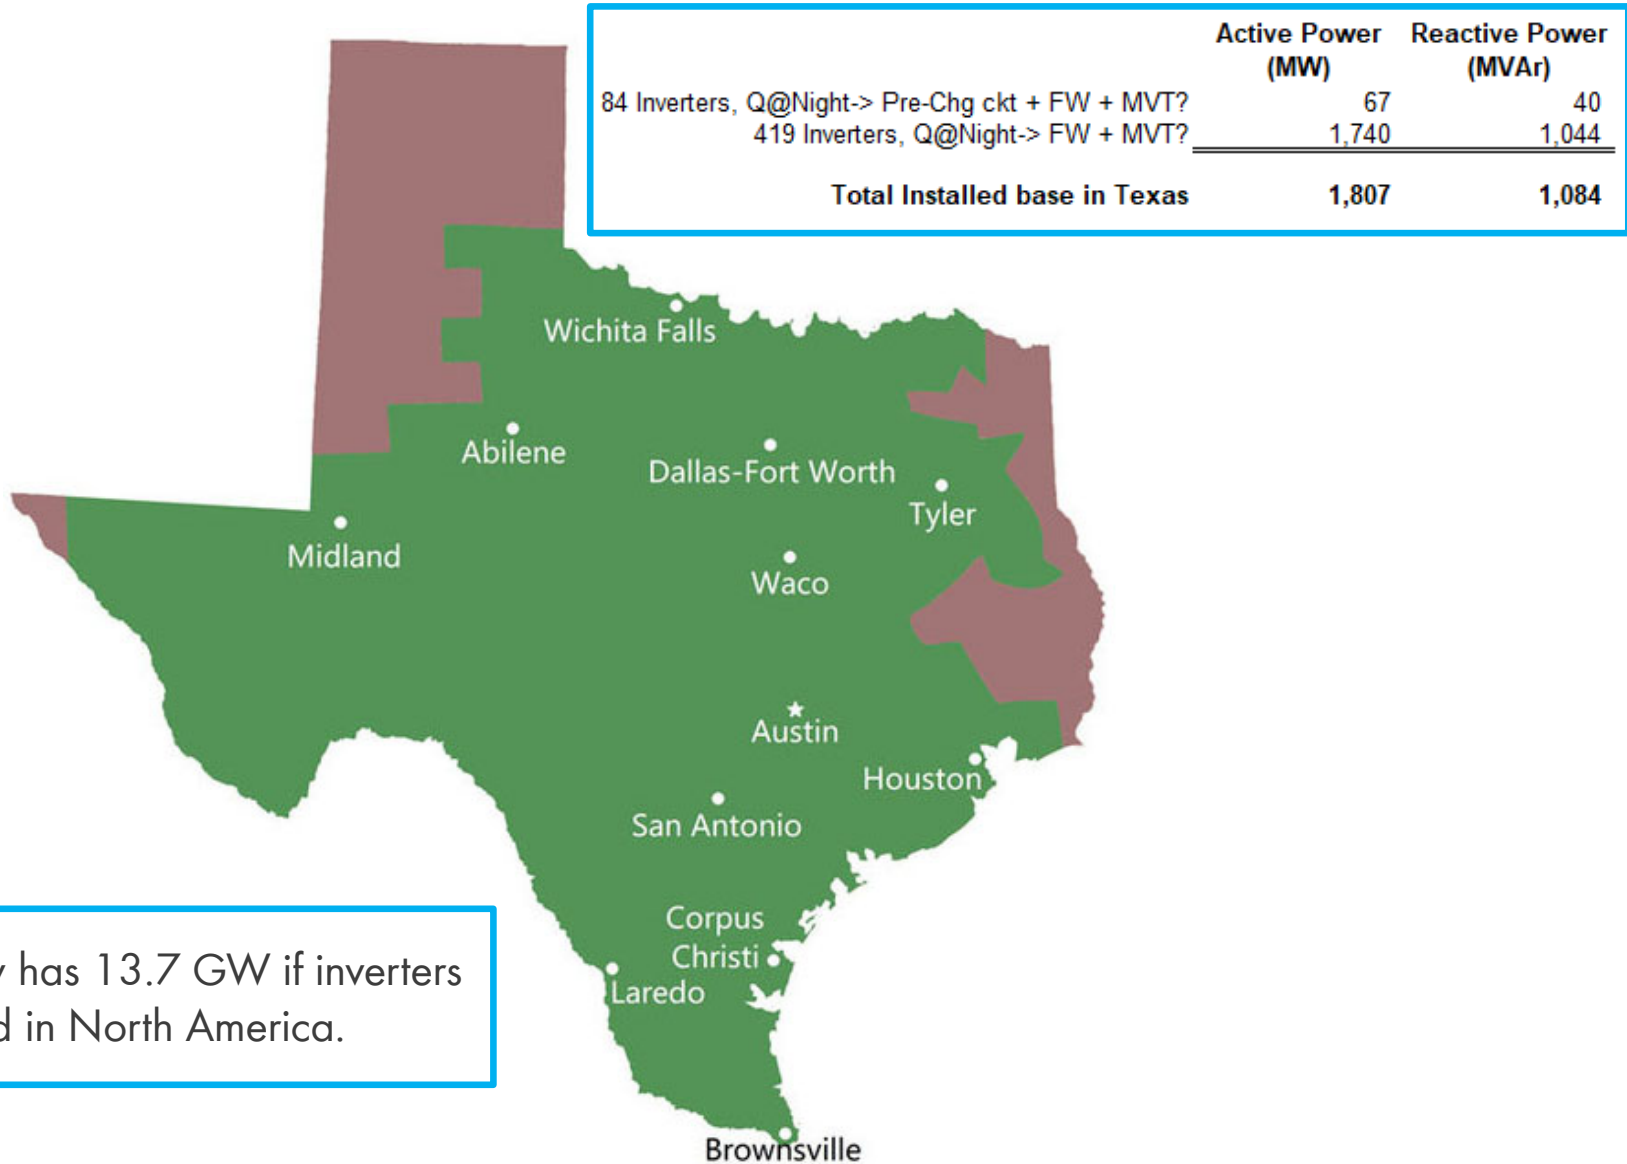 Active Power Reactive Power
(MW) (MVAr)
84 Inverters, Q@Night-> Pre-Chg ckt + FW + MVT? 67 40
419 Inverters, Q@Night-> FW + MVT? 1,740 1,044
Total Installed base in Texas 1,807 1,084
Wichita Falls
Abilene
Dallas-Fort Worth
Tyler
Midland
Waco
Austin
Houston
San Antonio
Corpus
Christi
Laredo
Brownsville
has 13.7 GW if inverters
in North America.